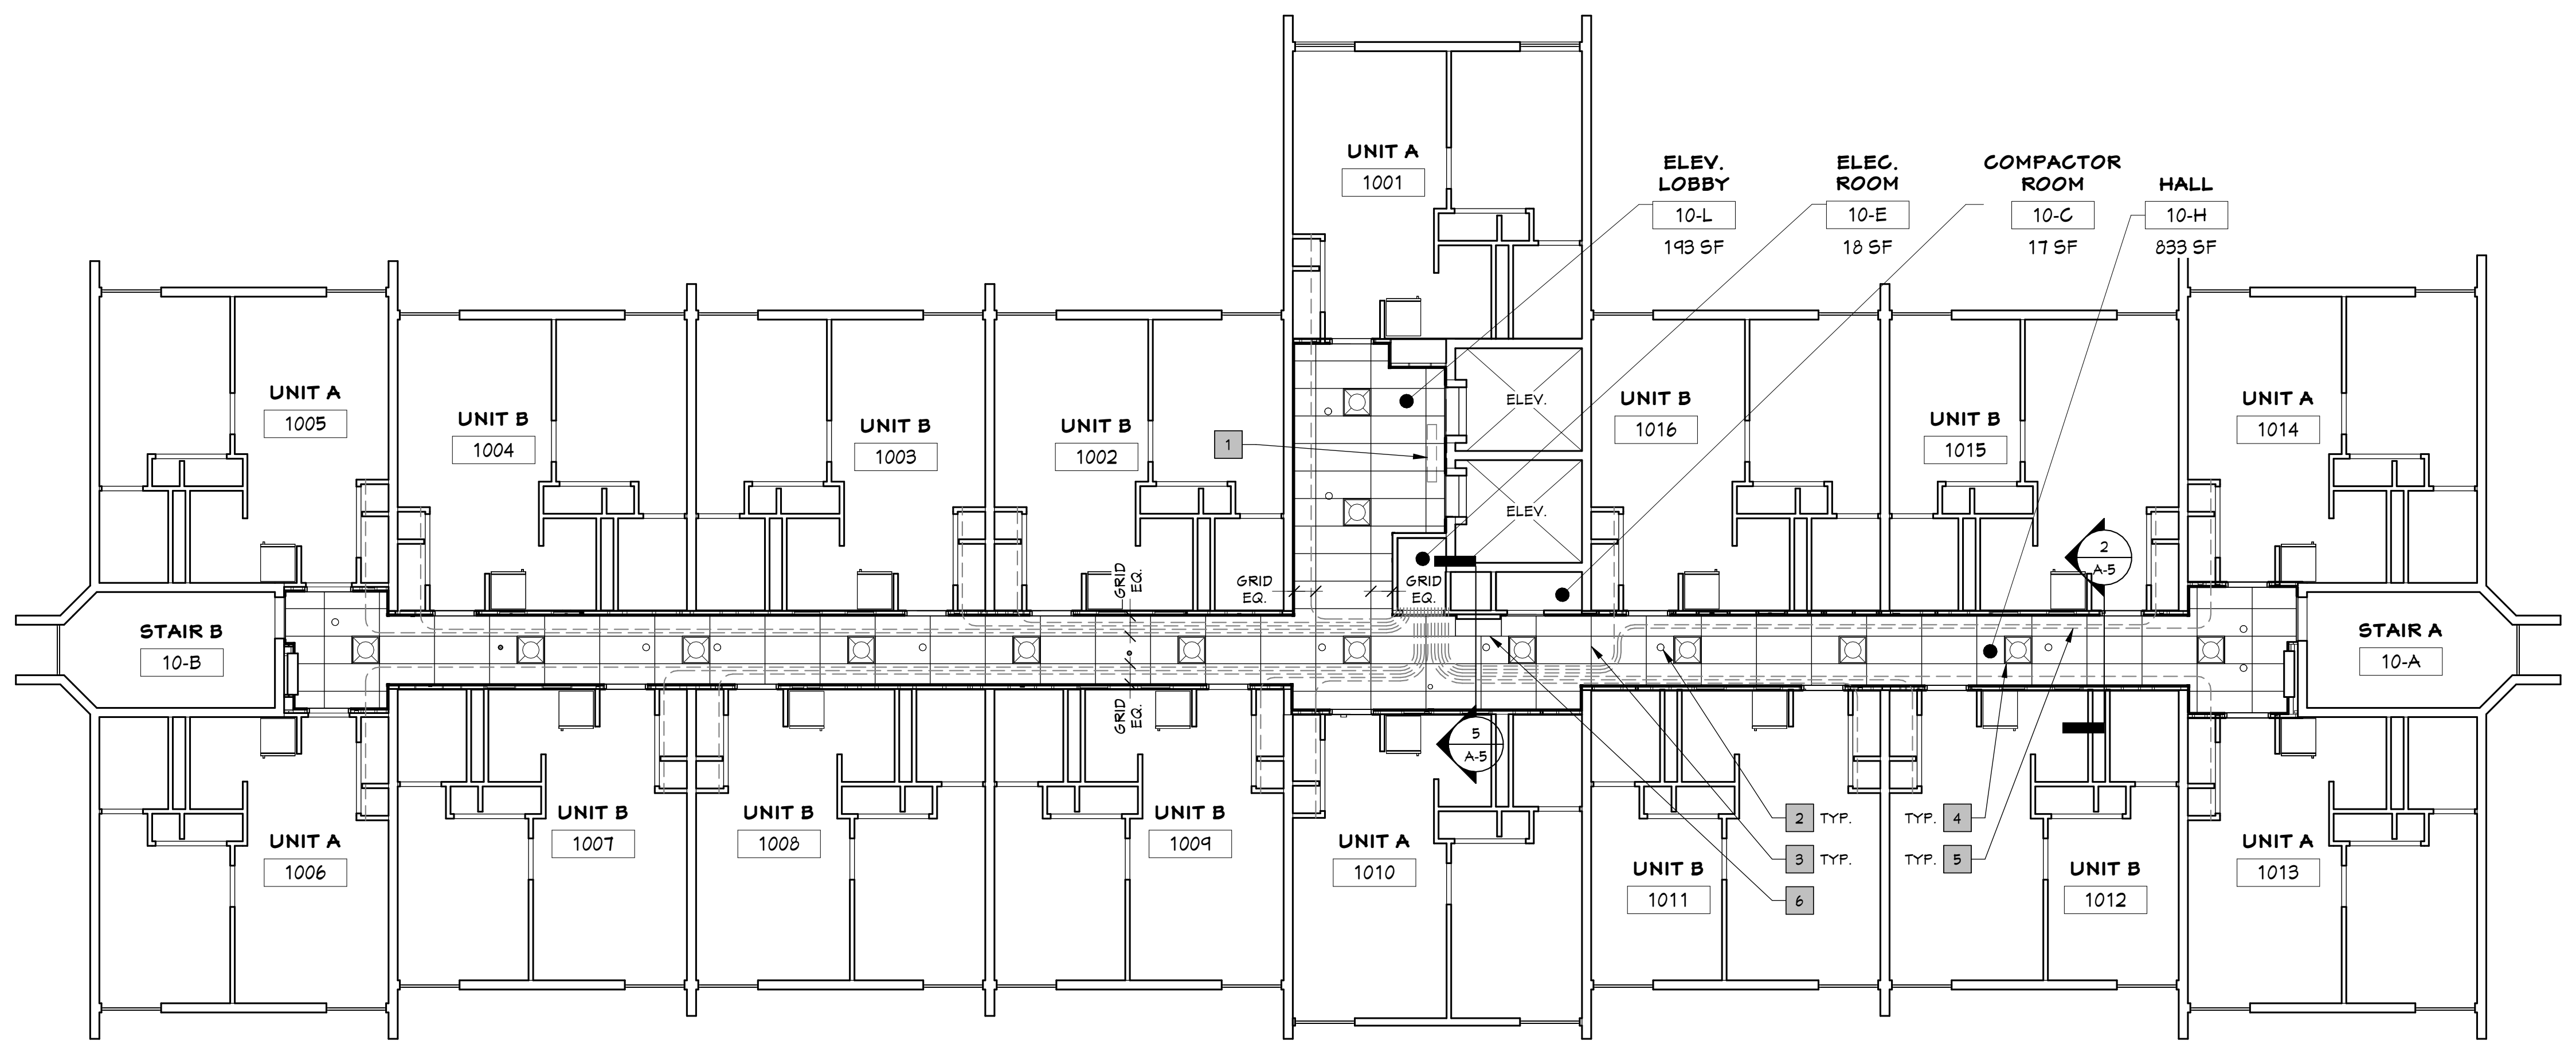 UNIT A
1001
ELEV.
LOBBY
10-L
193 SF
ELEC.
ROOM
10-E
18 SF
COMPACTOR
ROOM
10-C
17 SF
HALL
10-H
833 SF
UNIT A
1005
UNIT B
1004
UNIT B
1003
UNIT B
1002
1
ELEV.
ELEV.
UNIT B
1016
UNIT B
1015
UNIT A
1014
2
A-5
GRID
EQ.
GRID
EQ.
GRID
EQ.
GRID
EQ.
STAIR B
10-B
STAIR A
10-A
5
A-5
UNIT A
1006
UNIT B
1007
UNIT B
1008
UNIT B
1009
UNIT A
1010
UNIT B
1011
2 TYP.
3 TYP.
6
TYP. 4
TYP. 5
UNIT B
1012
UNIT A
1013